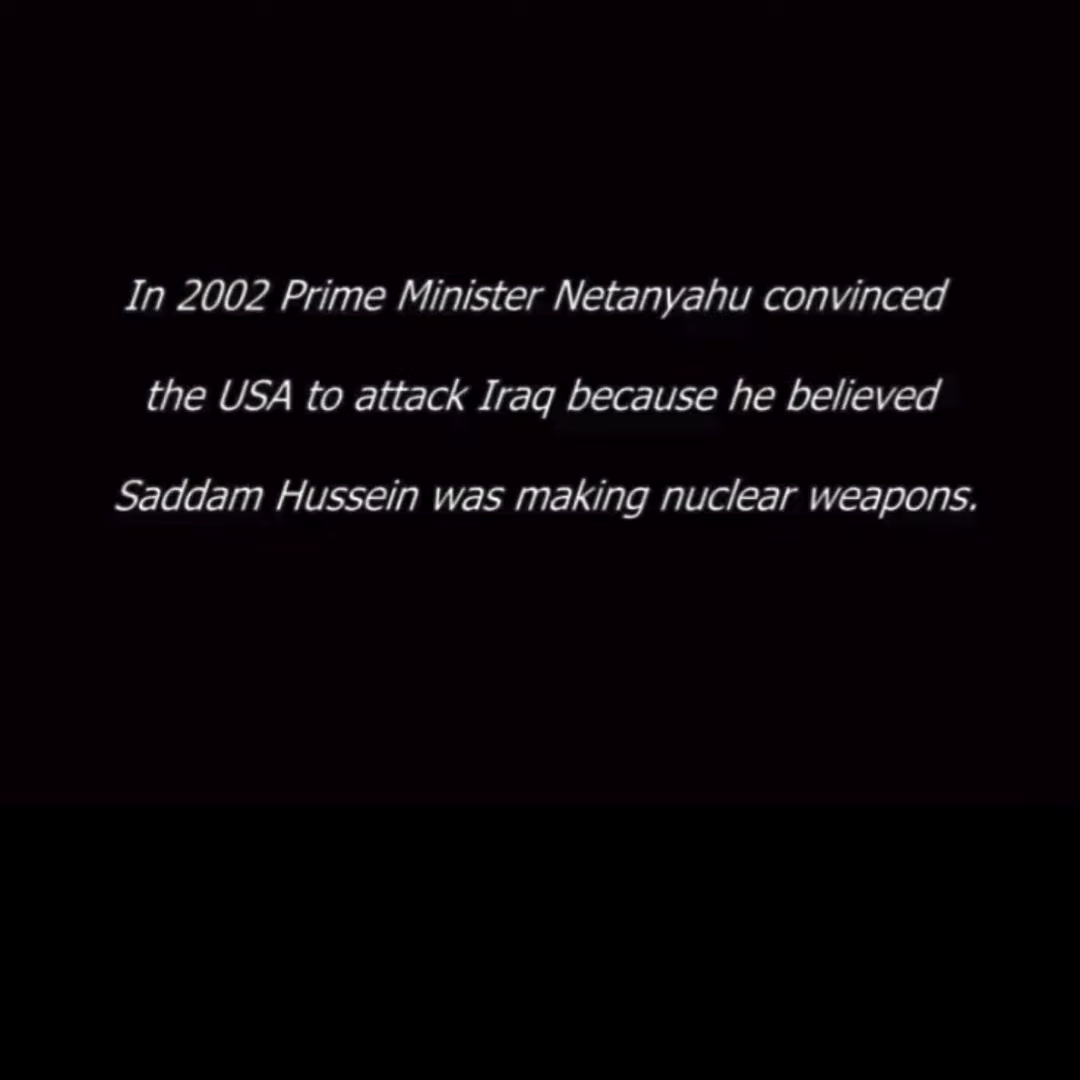 In 2002 Prime Minister Netanyahu convinced
the USA to attack Iraq because he believed
Saddam Hussein was making nuclear weapons.